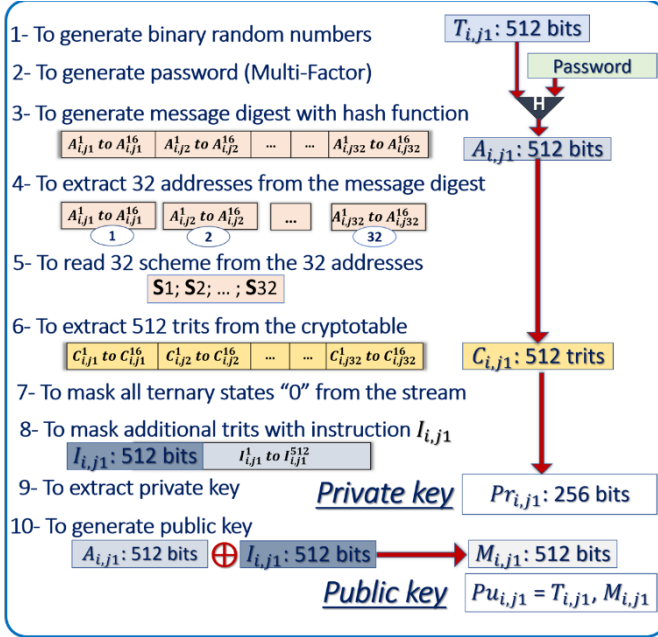 1- To generate binary random numbers
T_{i,j1}: 512 bits
2- To generate password (Multi-Factor)
Password
H
3- To generate message digest with hash function
A^1_{i,j1} to A^16_{i,j1} A^1_{i,j2} to A^16_{i,j2} ... ... A^1_{i,j32} to A^16_{i,j32}
A_{i,j1}: 512 bits
4- To extract 32 addresses from the message digest
A^1_{i,j1} to A^16_{i,j1} A^1_{i,j2} to A^16_{i,j2} ... A^1_{i,j32} to A^16_{i,j32}
1 2 32
5- To read 32 scheme from the 32 addresses
S1; S2; ... ; S32
6- To extract 512 trits from the cryptotable
C^1_{i,j1} to C^16_{i,j1} C^1_{i,j2} to C^16_{i,j2} ... ... C^1_{i,j32} to C^16_{i,j32}
C_{i,j1}: 512 trits
7- To mask all ternary states “0” from the stream
8- To mask additional trits with instruction I_{i,j1}
I_{i,j1}: 512 bits I^1_{i,j1} to I^512_{i,j1}
9- To extract private key
Private key Pr_{i,j1}: 256 bits
10- To generate public key
A_{i,j1}: 512 bits ⊕ I_{i,j1}: 512 bits M_{i,j1}: 512 bits
Public key Pu_{i,j1} = T_{i,j1}, M_{i,j1}